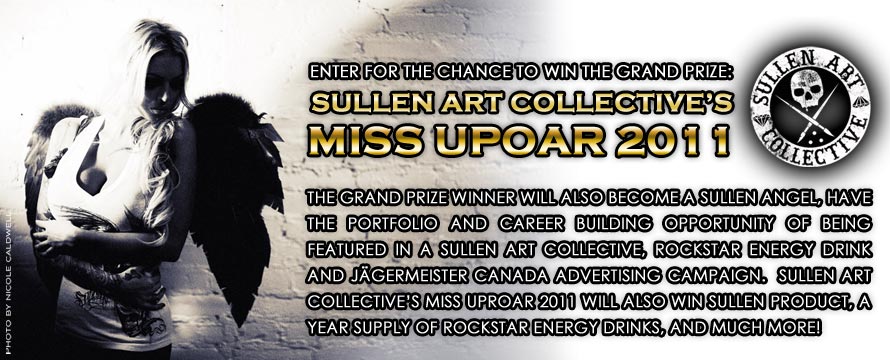 ENTER FOR THE CHANCE TO WIN THE GRAND PRIZE:
SULLEN ART COLLECTIVE'S
MISS UPOAR 2011
SULLEN ART
COLLECTIVE
THE GRAND PRIZE WINNER WILL ALSO BECOME A SULLEN ANGEL, HAVE
THE PORTFOLIO AND CAREER BUILDING OPPORTUNITY OF BEING
FEATURED IN A SULLEN ART COLLECTIVE, ROCKSTAR ENERGY DRINK
AND JÄGERMEISTER CANADA ADVERTISING CAMPAIGN. SULLEN ART
COLLECTIVE'S MISS UPROAR 2011 WILL ALSO WIN SULLEN PRODUCT, A
YEAR SUPPLY OF ROCKSTAR ENERGY DRINKS, AND MUCH MORE!
PHOTO BY NICOLE CALDWELL